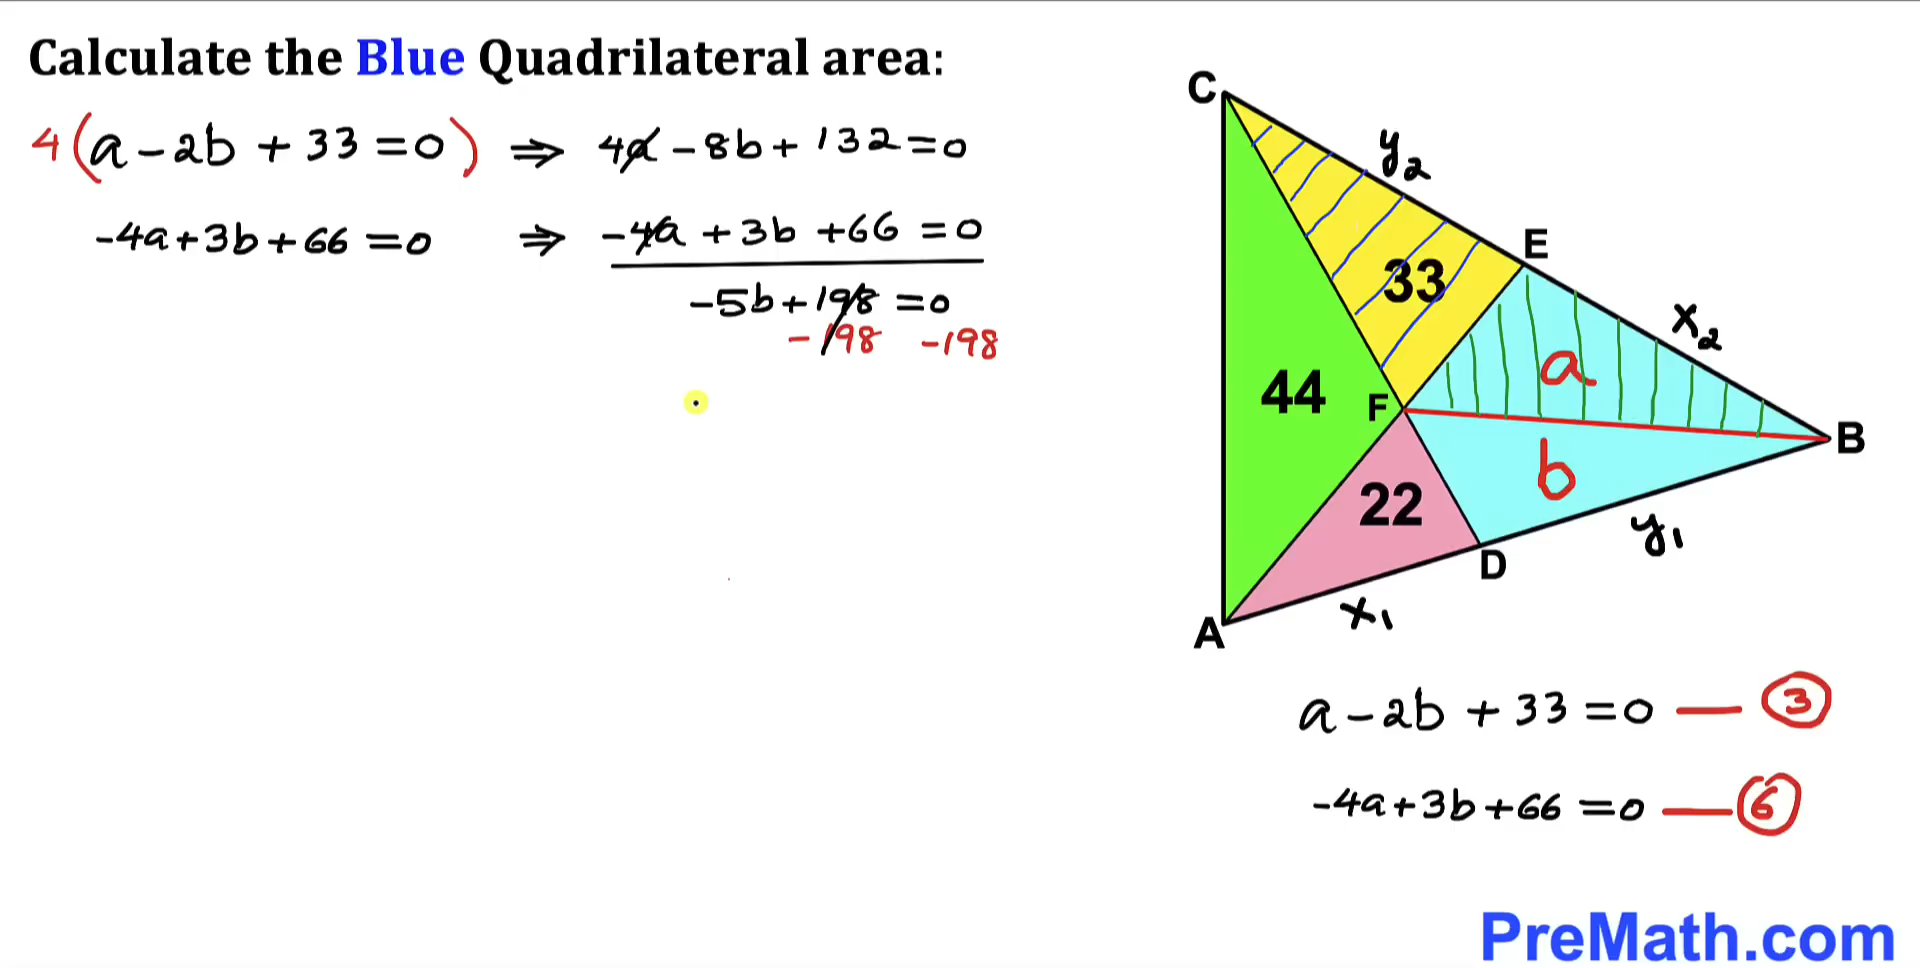 Calculate the Blue Quadrilateral area:
4(a - 2b + 33 = 0) ⇒ 4a - 8b + 132 = 0
-4a + 3b + 66 = 0 ⇒ -4a + 3b + 66 = 0
-5b + 198 = 0
-198 -198
C
y₂
E
33
x₂
a
44
F
B
b
22
y₁
D
x₁
A
a - 2b + 33 = 0 — ③
-4a + 3b + 66 = 0 — ⑥
PreMath.com